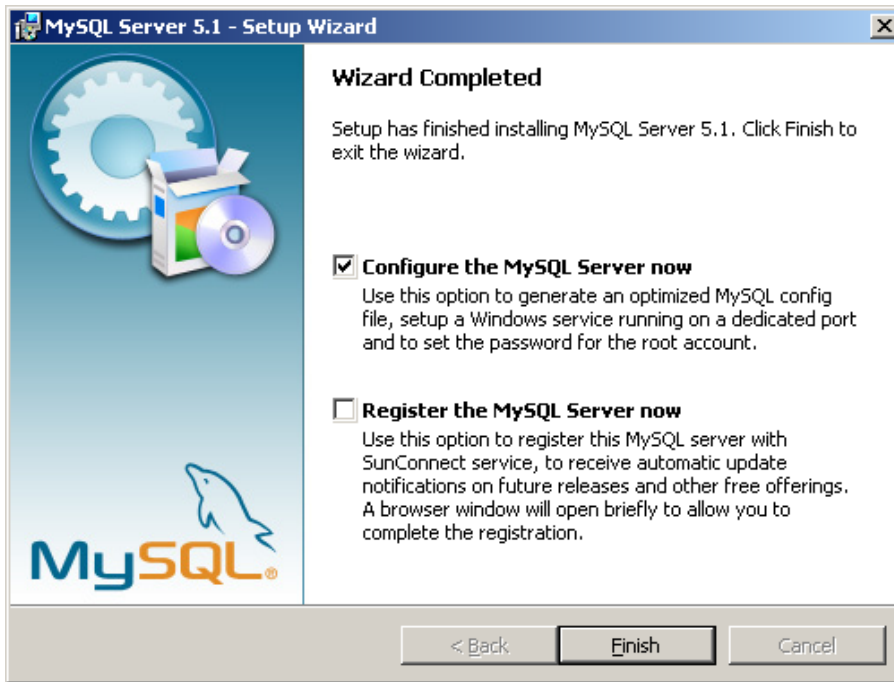 MySQL Server 5.1 - Setup Wizard
Wizard Completed
Setup has finished installing MySQL Server 5.1. Click Finish to
exit the wizard.
Configure the MySQL Server now
Use this option to generate an optimized MySQL config
file, setup a Windows service running on a dedicated port
and to set the password for the root account.
Register the MySQL Server now
Use this option to register this MySQL server with
SunConnect service, to receive automatic update
notifications on future releases and other free offerings.
A browser window will open briefly to allow you to
complete the registration.
MySQL®
< Back
Finish
Cancel